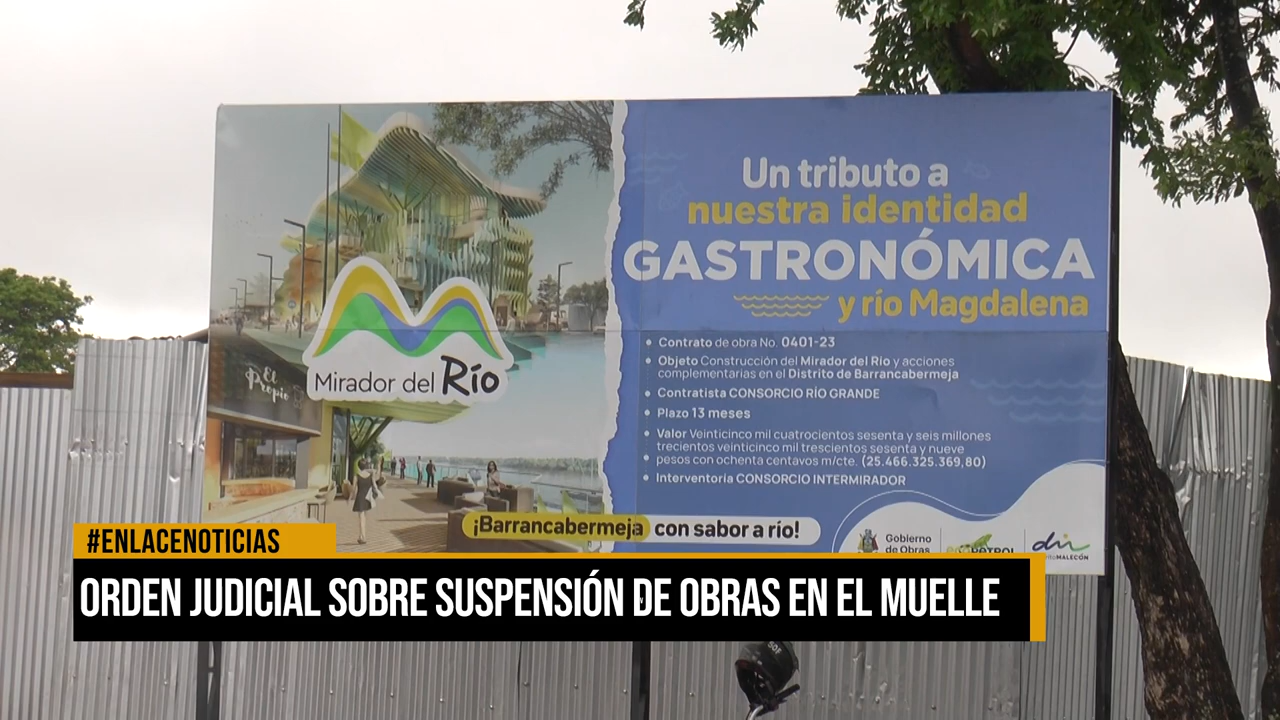 Un tributo a
nuestra identidad
GASTRONÓMICA
y río Magdalena
Mirador del Río
El
Propio
Contrato de obra No. 0401-23
Objeto Construcción del Mirador del Río y acciones
complementarias en el Distrito de Barrancabermeja
Contratista CONSORCIO RÍO GRANDE
Plazo 13 meses
Valor Veinticinco mil cuatrocientos sesenta y seis millones
trecientos veinticinco mil trescientos sesenta y nueve
pesos con ochenta centavos m/cte. (25.466.325.369,80)
Interventoria CONSORCIO INTERMIRADOR
¡Barrancabermeja con sabor a río!
Gobierno
de Obras
MALECÓN
#ENLACENOTICIAS
ORDEN JUDICIAL SOBRE SUSPENSIÓN DE OBRAS EN EL MUELLE